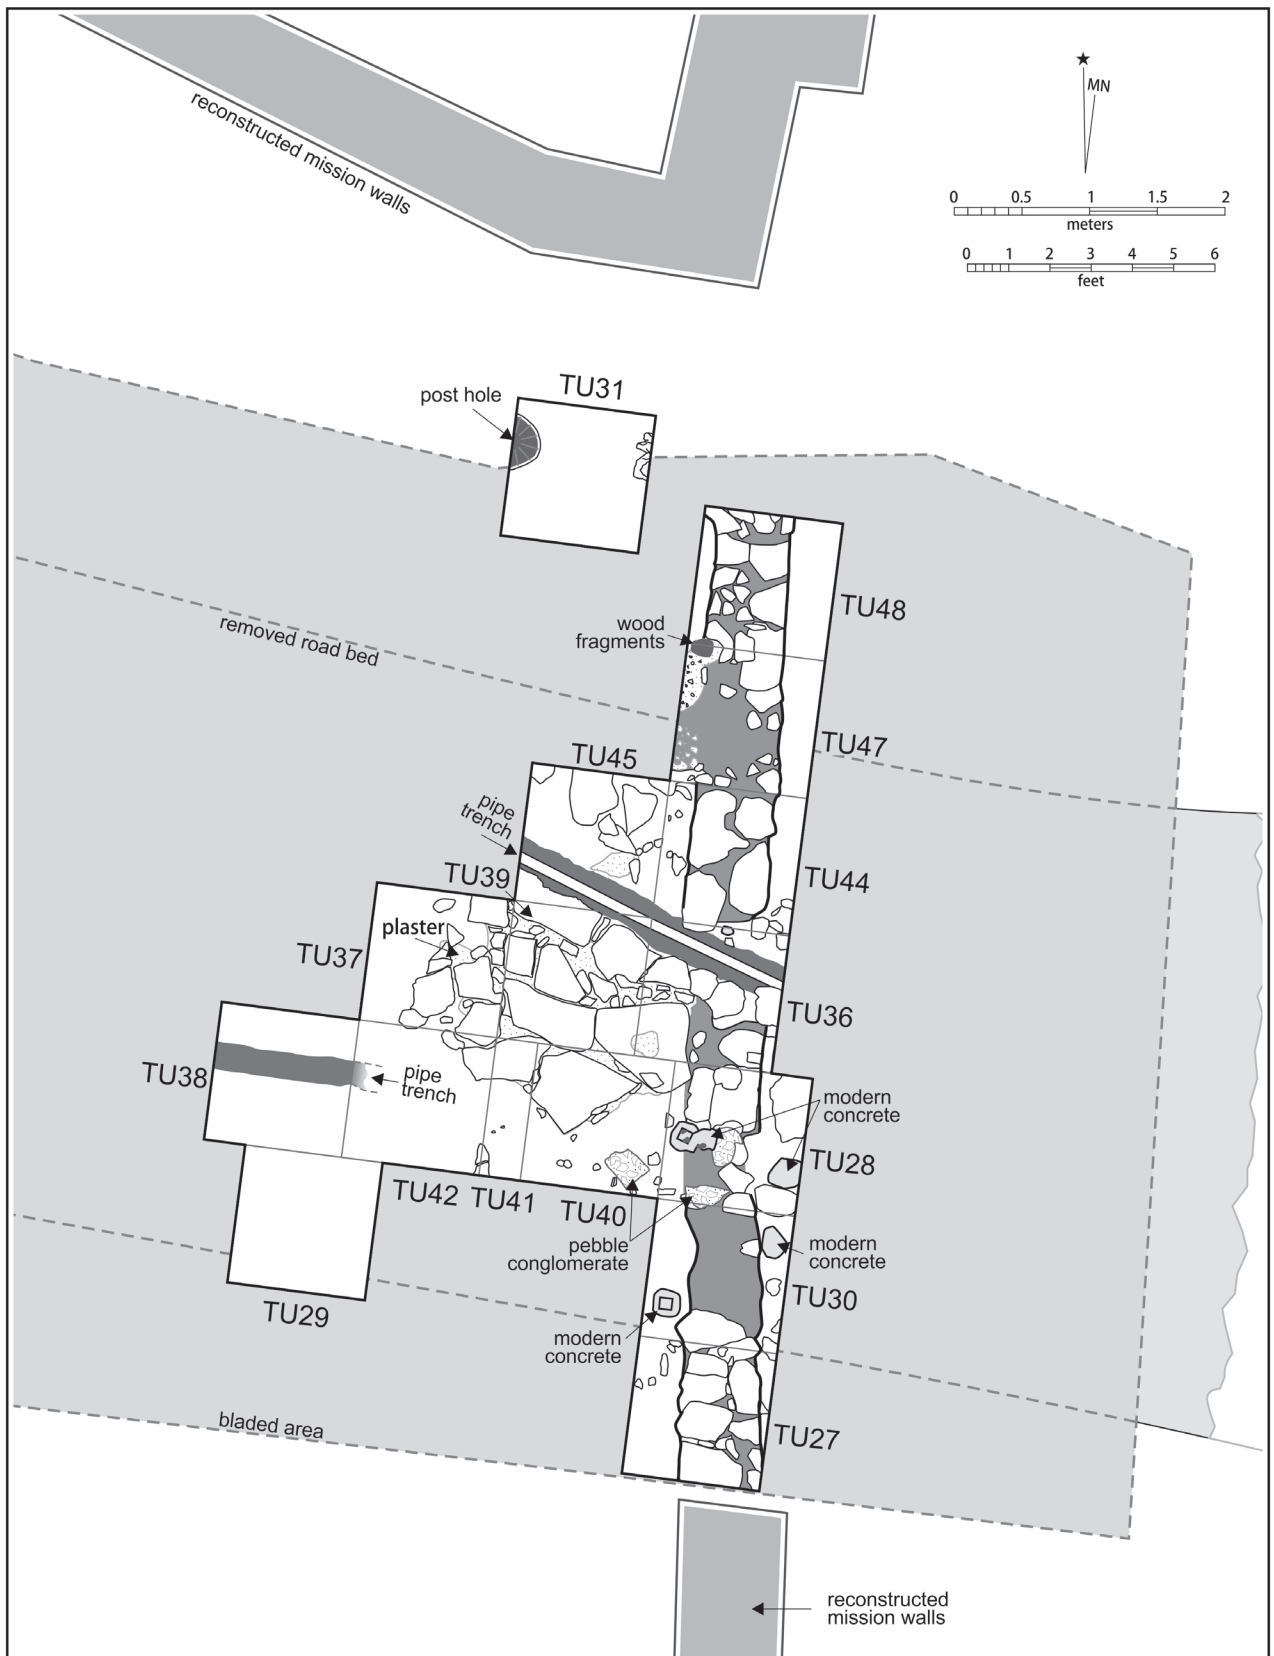 reconstructed mission walls
MN
0 0.5 1 1.5 2
meters
0 1 2 3 4 5 6
feet
TU31
post hole
TU48
wood
fragments
removed road bed
TU47
TU45
pipe
trench
TU39
TU44
plaster
TU37
TU36
TU38
pipe
trench
modern
concrete
TU28
TU42 TU41 TU40
pebble
conglomerate
modern
concrete
TU30
TU29
modern
concrete
bladed area
TU27
reconstructed
mission walls